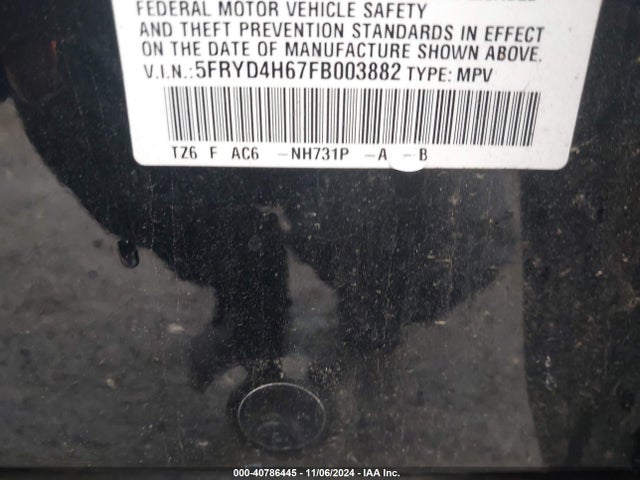 FEDERAL MOTOR VEHICLE SAFETY
AND THEFT PREVENTION STANDARDS IN EFFECT
ON THE DATE OF MANUFACTURE SHOWN ABOVE.
V.I.N.: 5FRYD4H67FB003882 TYPE: MPV
TZ6 F AC6 -NH731P -A -B
000-40786445 - 11/06/2024 - IAA Inc.